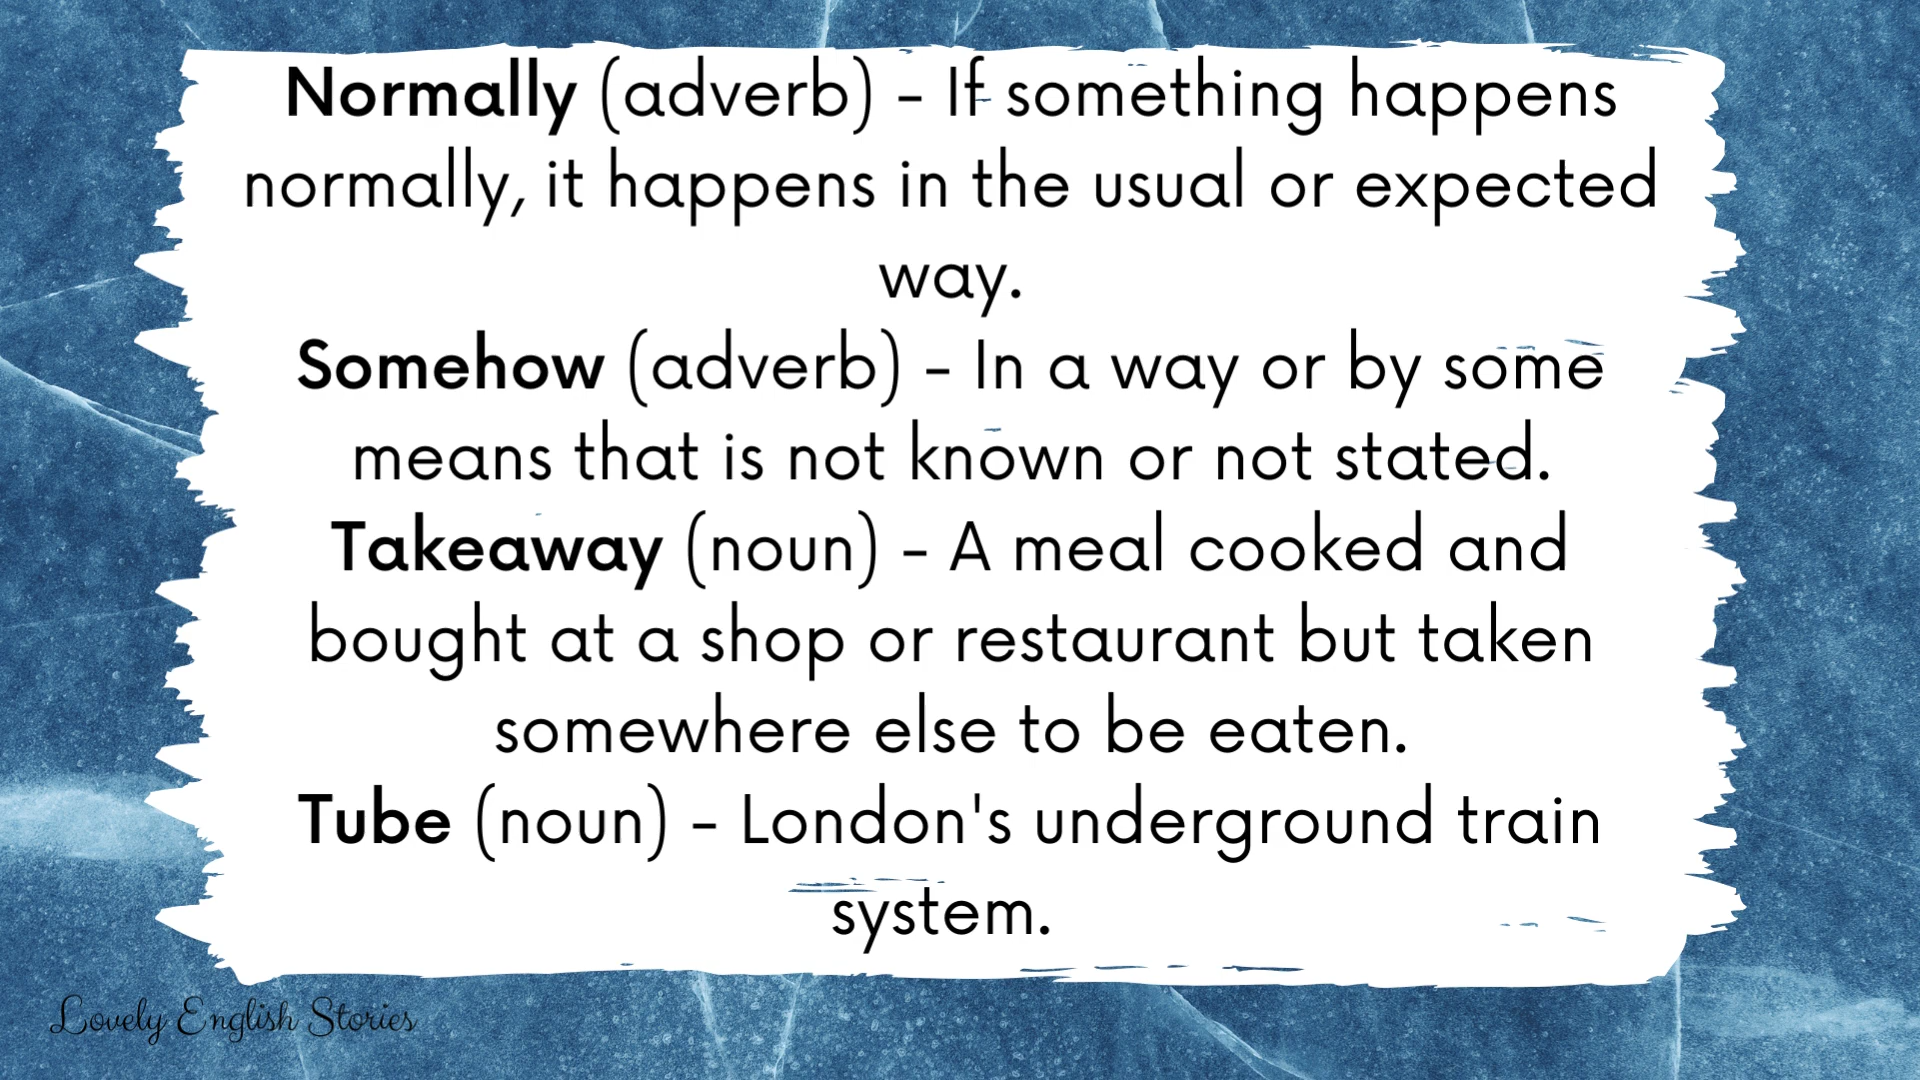 Normally (adverb) - If something happens
normally, it happens in the usual or expected
way.
Somehow (adverb) - In a way or by some
means that is not known or not stated.
Takeaway (noun) - A meal cooked and
bought at a shop or restaurant but taken
somewhere else to be eaten.
Tube (noun) - London's underground train
system.
Lovely English Stories